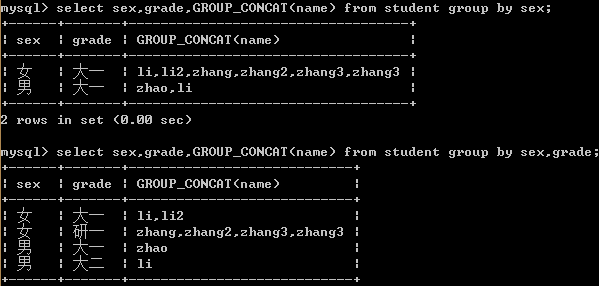 mysql> select sex,grade,GROUP_CONCAT(name) from student group by sex;
+------+-------+-----------------------------------+
| sex  | grade | GROUP_CONCAT(name)                |
+------+-------+-----------------------------------+
| 女   | 大一  | li,li2,zhang,zhang2,zhang3,zhang3 |
| 男   | 大一  | zhao,li                           |
+------+-------+-----------------------------------+
2 rows in set (0.00 sec)
mysql> select sex,grade,GROUP_CONCAT(name) from student group by sex,grade;
+------+-------+----------------------------+
| sex  | grade | GROUP_CONCAT(name)         |
+------+-------+----------------------------+
| 女   | 大一  | li,li2                     |
| 女   | 研一  | zhang,zhang2,zhang3,zhang3 |
| 男   | 大一  | zhao                       |
| 男   | 大二  | li                         |
+------+-------+----------------------------+